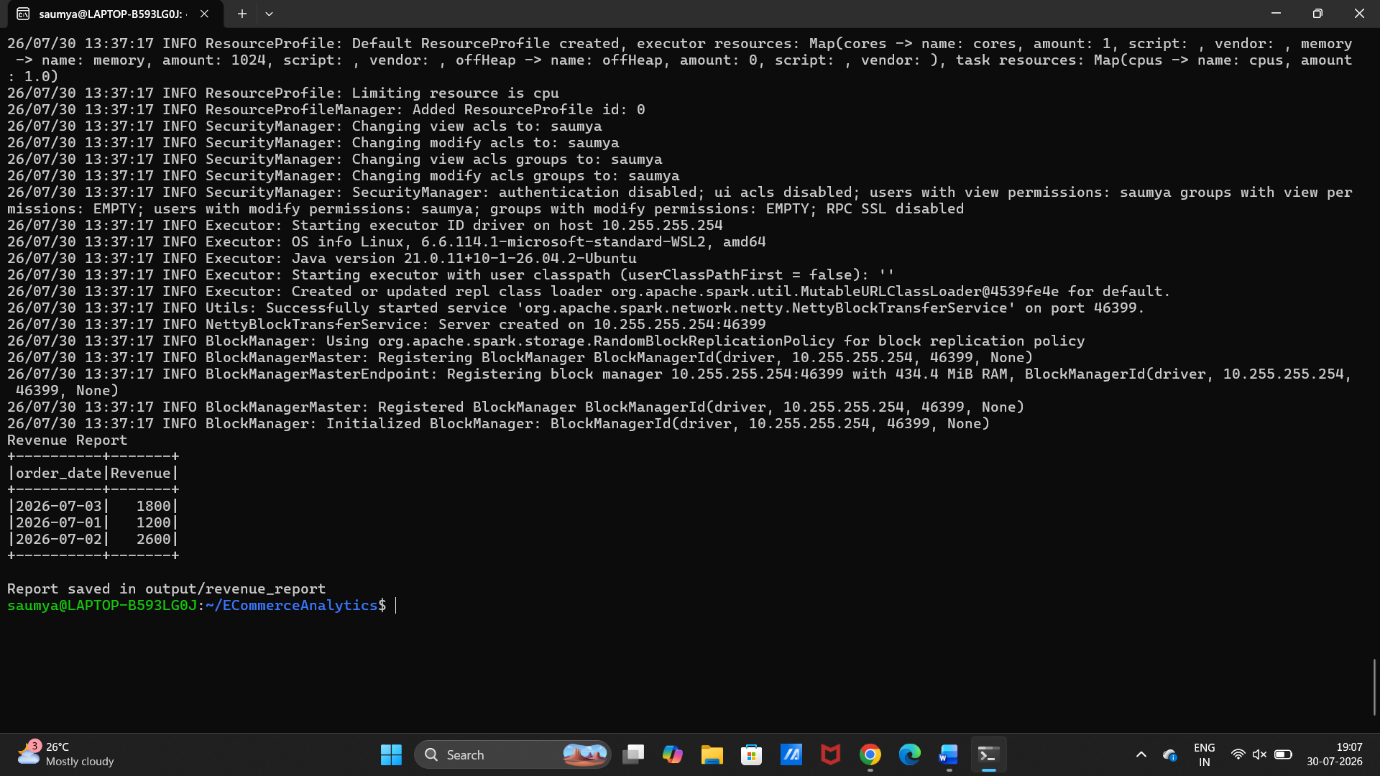 saumya@LAPTOP-B593LG0J: ~
26/07/30 13:37:17 INFO ResourceProfile: Default ResourceProfile created, executor resources: Map(cores -> name: cores, amount: 1, script: , vendor: , memory
 -> name: memory, amount: 1024, script: , vendor: , offHeap -> name: offHeap, amount: 0, script: , vendor: ), task resources: Map(cpus -> name: cpus, amount
: 1.0)
26/07/30 13:37:17 INFO ResourceProfile: Limiting resource is cpu
26/07/30 13:37:17 INFO ResourceProfileManager: Added ResourceProfile id: 0
26/07/30 13:37:17 INFO SecurityManager: Changing view acls to: saumya
26/07/30 13:37:17 INFO SecurityManager: Changing modify acls to: saumya
26/07/30 13:37:17 INFO SecurityManager: Changing view acls groups to: saumya
26/07/30 13:37:17 INFO SecurityManager: Changing modify acls groups to: saumya
26/07/30 13:37:17 INFO SecurityManager: SecurityManager: authentication disabled; ui acls disabled; users with view permissions: saumya groups with view per
missions: EMPTY; users with modify permissions: saumya; groups with modify permissions: EMPTY; RPC SSL disabled
26/07/30 13:37:17 INFO Executor: Starting executor ID driver on host 10.255.255.254
26/07/30 13:37:17 INFO Executor: OS info Linux, 6.6.114.1-microsoft-standard-WSL2, amd64
26/07/30 13:37:17 INFO Executor: Java version 21.0.11+10-1-26.04.2-Ubuntu
26/07/30 13:37:17 INFO Executor: Starting executor with user classpath (userClassPathFirst = false): ''
26/07/30 13:37:17 INFO Executor: Created or updated repl class loader org.apache.spark.util.MutableURLClassLoader@4539fe4e for default.
26/07/30 13:37:17 INFO Utils: Successfully started service 'org.apache.spark.network.netty.NettyBlockTransferService' on port 46399.
26/07/30 13:37:17 INFO NettyBlockTransferService: Server created on 10.255.255.254:46399
26/07/30 13:37:17 INFO BlockManager: Using org.apache.spark.storage.RandomBlockReplicationPolicy for block replication policy
26/07/30 13:37:17 INFO BlockManagerMaster: Registering BlockManager BlockManagerId(driver, 10.255.255.254, 46399, None)
26/07/30 13:37:17 INFO BlockManagerMasterEndpoint: Registering block manager 10.255.255.254:46399 with 434.4 MiB RAM, BlockManagerId(driver, 10.255.255.254,
 46399, None)
26/07/30 13:37:17 INFO BlockManagerMaster: Registered BlockManager BlockManagerId(driver, 10.255.255.254, 46399, None)
26/07/30 13:37:17 INFO BlockManager: Initialized BlockManager: BlockManagerId(driver, 10.255.255.254, 46399, None)
Revenue Report
+----------+-------+
|order_date|Revenue|
+----------+-------+
|2026-07-03|   1800|
|2026-07-01|   1200|
|2026-07-02|   2600|
+----------+-------+
Report saved in output/revenue_report
saumya@LAPTOP-B593LG0J:~/ECommerceAnalytics$
3
26°C
Mostly cloudy
Search
ENG
IN
19:07
30-07-2026